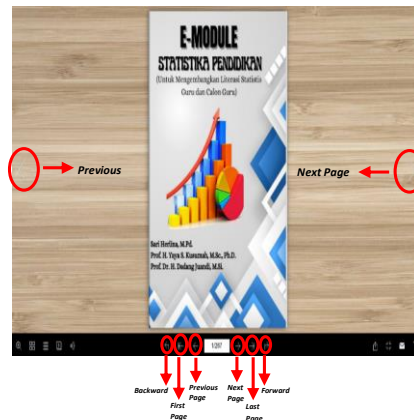 E-MODULE
STATISTIKA PENDIDIKAN
(Untuk Mengembangkan Literasi Statistis
Guru dan Calon Guru)
Previous
Next Page
Sari Herlina, M.Pd.
Prof. H. Yaya S. Kusumah, M.Sc., Ph.D.
Prof. Dr. H. Dadang Juandi, M.Si.
1/297
Backward
First
Page
Previous
Page
Next
Page
Last
Page
Forward